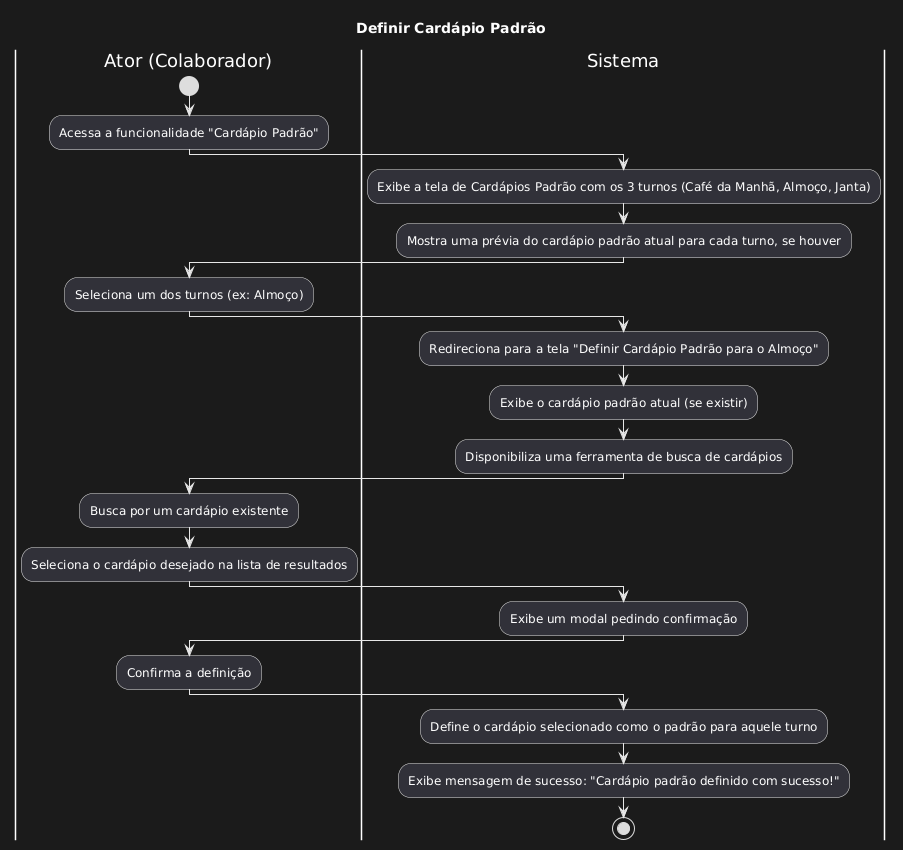 Definir Cardápio Padrão
Ator (Colaborador)
Sistema
Acessa a funcionalidade "Cardápio Padrão"
Exibe a tela de Cardápios Padrão com os 3 turnos (Café da Manhã, Almoço, Janta)
Mostra uma prévia do cardápio padrão atual para cada turno, se houver
Seleciona um dos turnos (ex: Almoço)
Redireciona para a tela "Definir Cardápio Padrão para o Almoço"
Exibe o cardápio padrão atual (se existir)
Disponibiliza uma ferramenta de busca de cardápios
Busca por um cardápio existente
Seleciona o cardápio desejado na lista de resultados
Exibe um modal pedindo confirmação
Confirma a definição
Define o cardápio selecionado como o padrão para aquele turno
Exibe mensagem de sucesso: "Cardápio padrão definido com sucesso!"